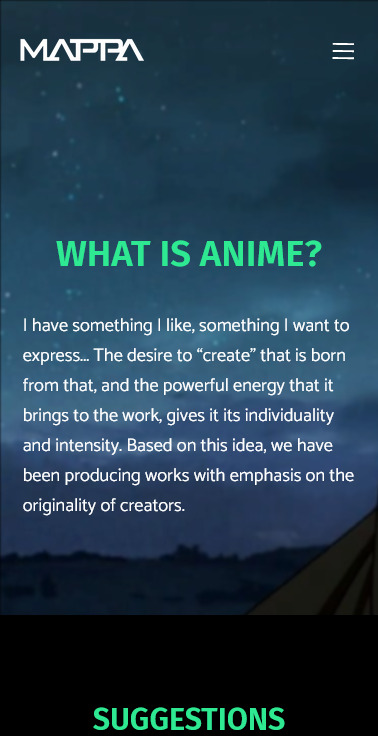 MAPPA
WHAT IS ANIME?
I have something I like, something I want to
express... The desire to “create” that is born
from that, and the powerful energy that it
brings to the work, gives it its individuality
and intensity. Based on this idea, we have
been producing works with emphasis on the
originality of creators.
SUGGESTIONS